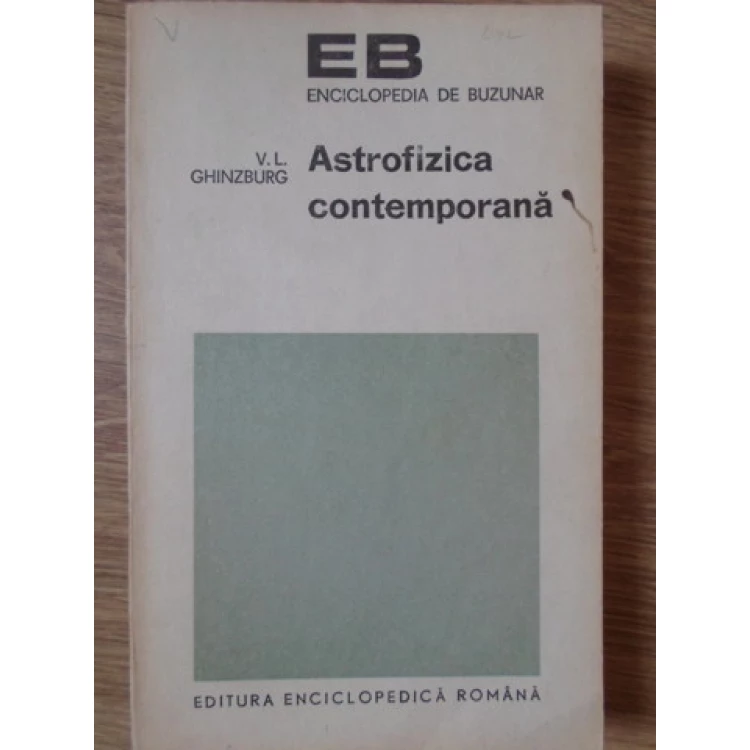 EB
ENCICLOPEDIA DE BUZUNAR
V. L.
GHINZBURG
Astrofizica
contemporană
EDITURA ENCICLOPEDICĂ ROMÂNĂ